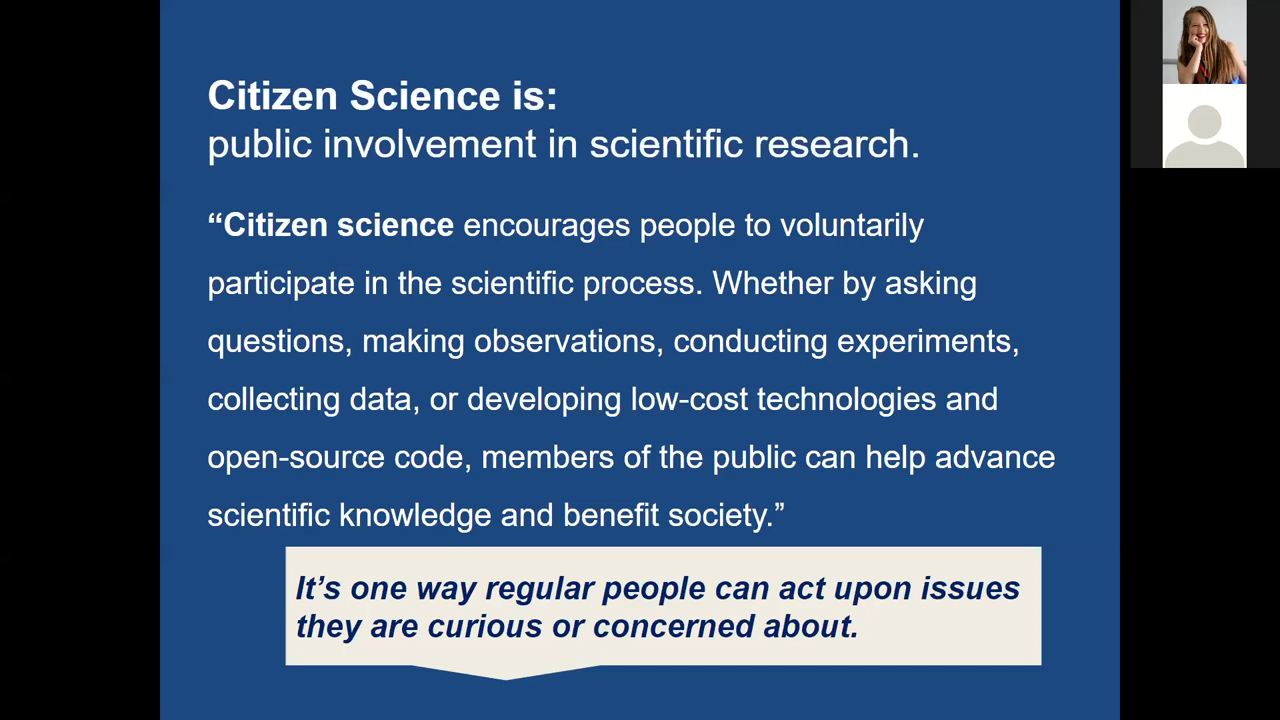 Citizen Science is:
public involvement in scientific research.
“Citizen science encourages people to voluntarily
participate in the scientific process. Whether by asking
questions, making observations, conducting experiments,
collecting data, or developing low-cost technologies and
open-source code, members of the public can help advance
scientific knowledge and benefit society.”
It’s one way regular people can act upon issues
they are curious or concerned about.